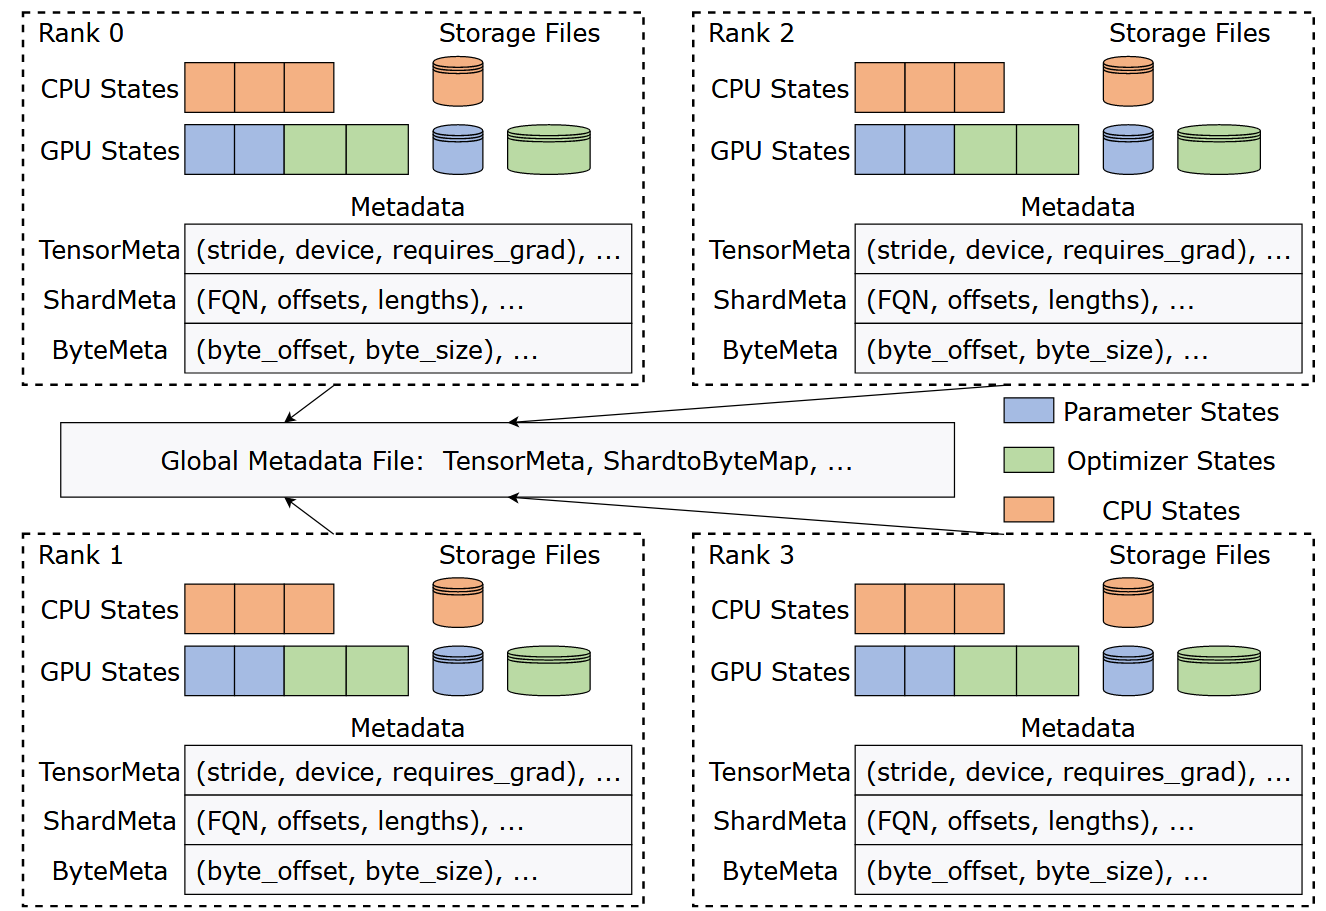 Rank 0
Storage Files
CPU States
GPU States
Metadata
TensorMeta (stride, device, requires_grad), ...
ShardMeta (FQN, offsets, lengths), ...
ByteMeta (byte_offset, byte_size), ...
Rank 2
Storage Files
CPU States
GPU States
Metadata
TensorMeta (stride, device, requires_grad), ...
ShardMeta (FQN, offsets, lengths), ...
ByteMeta (byte_offset, byte_size), ...
Global Metadata File: TensorMeta, ShardtoByteMap, ...
Parameter States
Optimizer States
CPU States
Rank 1
Storage Files
CPU States
GPU States
Metadata
TensorMeta (stride, device, requires_grad), ...
ShardMeta (FQN, offsets, lengths), ...
ByteMeta (byte_offset, byte_size), ...
Rank 3
Storage Files
CPU States
GPU States
Metadata
TensorMeta (stride, device, requires_grad), ...
ShardMeta (FQN, offsets, lengths), ...
ByteMeta (byte_offset, byte_size), ...